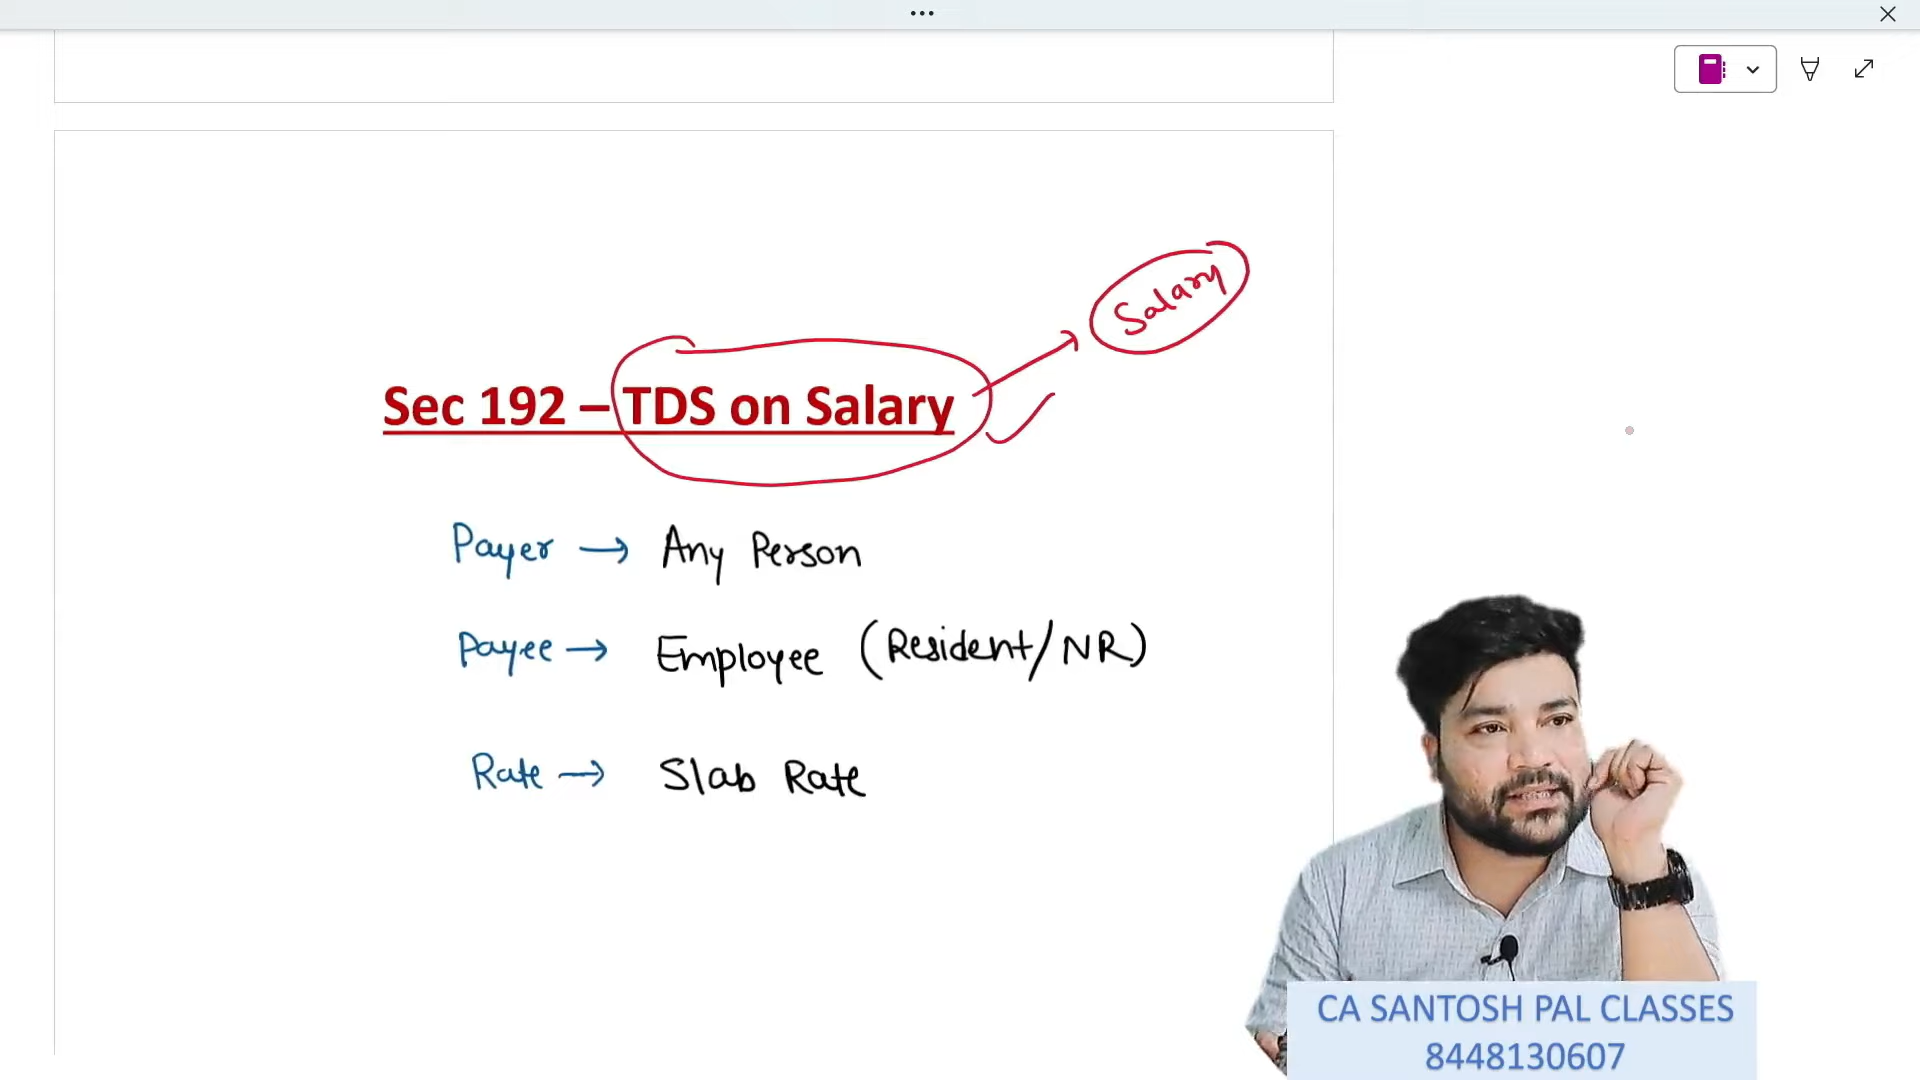 Salary
Sec 192 – TDS on Salary
Payer → Any Person
Payee → Employee (Resident/NR)
Rate → Slab Rate
CA SANTOSH PAL CLASSES
8448130607